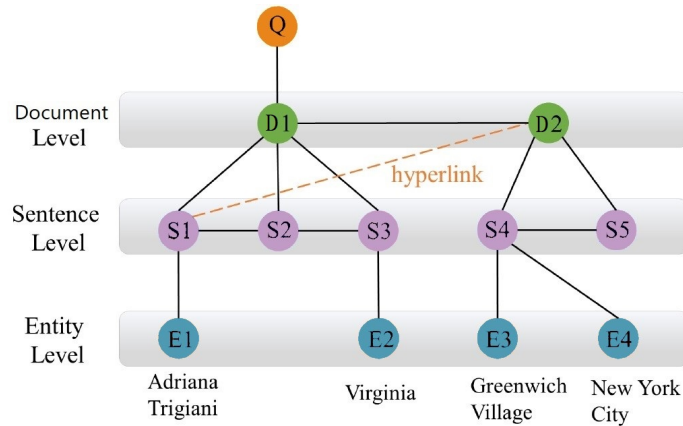 Q
Document
Level
D1
D2
hyperlink
Sentence
Level
S1
S2
S3
S4
S5
Entity
Level
E1
E2
E3
E4
Adriana
Trigiani
Virginia
Greenwich
Village
New York
City